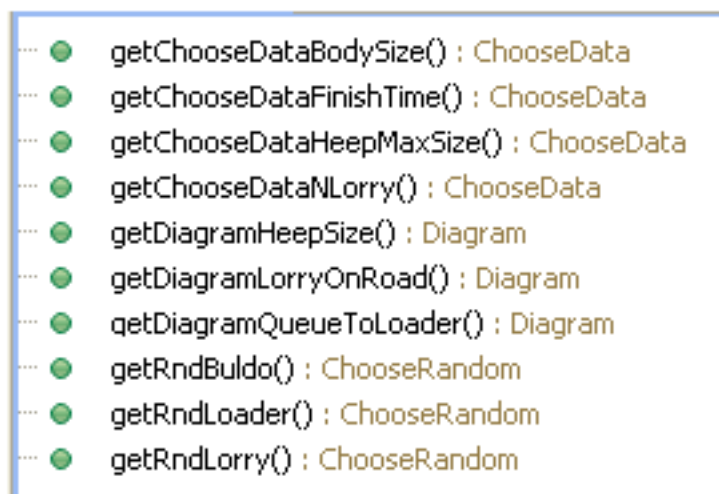 getChooseDataBodySize() : ChooseData
getChooseDataFinishTime() : ChooseData
getChooseDataHeepMaxSize() : ChooseData
getChooseDataNLorry() : ChooseData
getDiagramHeepSize() : Diagram
getDiagramLorryOnRoad() : Diagram
getDiagramQueueToLoader() : Diagram
getRndBuldo() : ChooseRandom
getRndLoader() : ChooseRandom
getRndLorry() : ChooseRandom